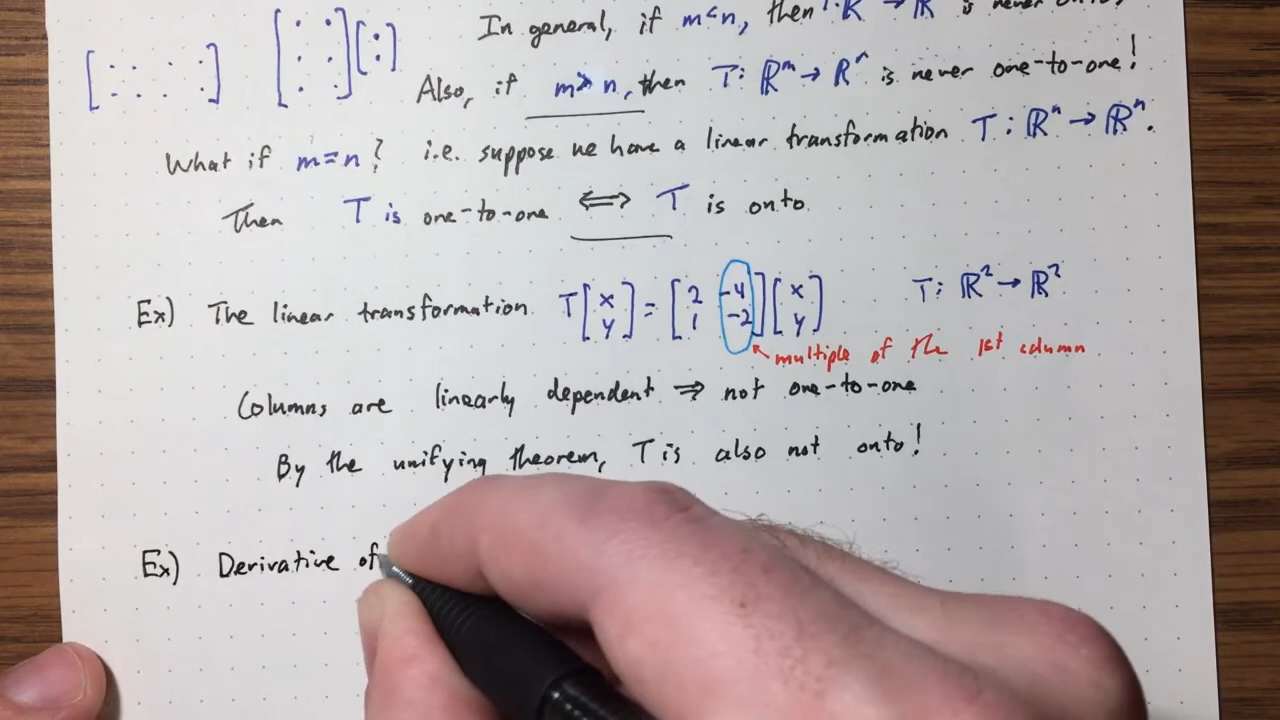 In general, if m<n, then T: ℝ → ℝ is never onto,
Also, if m>n, then T: ℝᵐ → ℝⁿ is never one-to-one!
What if m=n? i.e. suppose we have a linear transformation T: ℝⁿ → ℝⁿ.
Then T is one-to-one ⟺ T is onto
Ex) The linear transformation T[x y] = [2 -4 1 -2][x y] T: ℝ² → ℝ²
multiple of the 1st column
Columns are linearly dependent ⇒ not one-to-one
By the unifying theorem, T is also not onto!
Ex) Derivative of